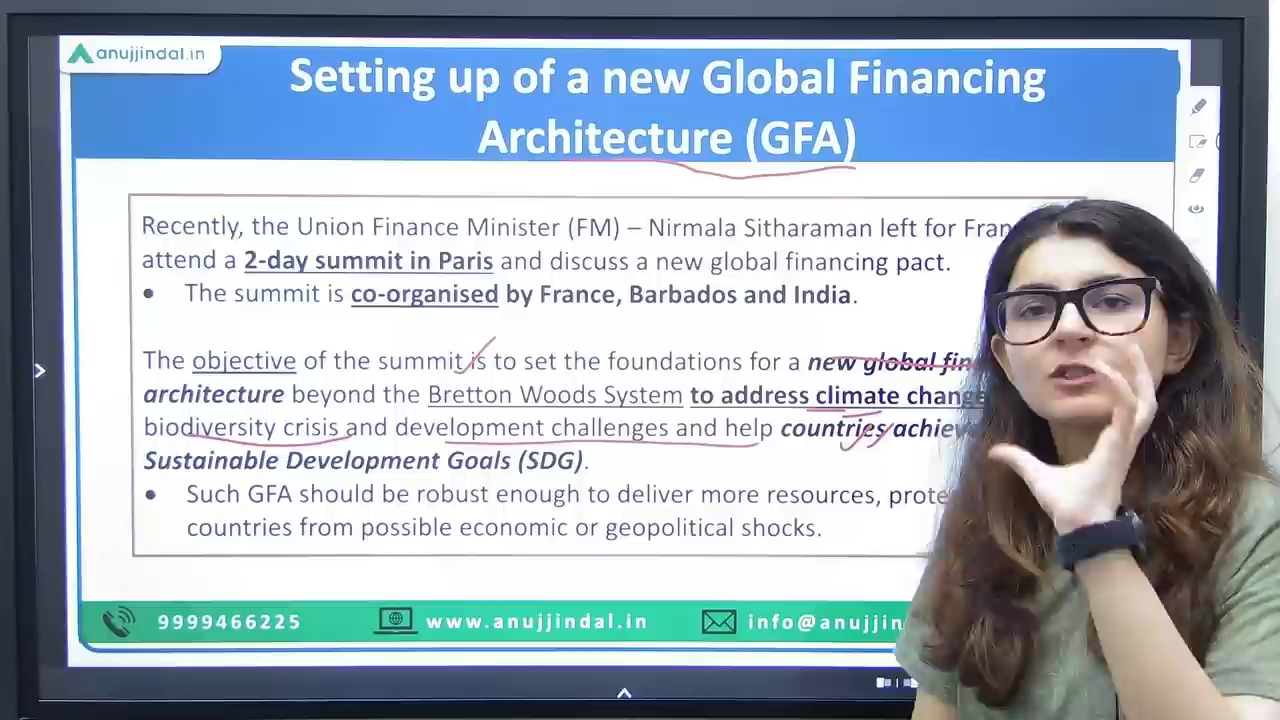 anujjindal.in
Setting up of a new Global Financing
Architecture (GFA)
Recently, the Union Finance Minister (FM) – Nirmala Sitharaman left for
attend a 2-day summit in Paris and discuss a new global financing pact.
• The summit is co-organised by France, Barbados and India.
The objective of the summit is to set the foundations for a new global
architecture beyond the Bretton Woods System to address climate change
biodiversity crisis and development challenges and help countries
Sustainable Development Goals (SDG).
• Such GFA should be robust enough to deliver more resources,
countries from possible economic or geopolitical shocks.
9999466225
www.anujjindal.in